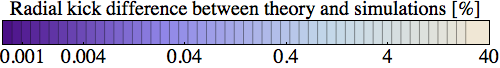 Radial kick difference between theory and simulations [%]
0.001 0.004 0.04 0.4 4 40